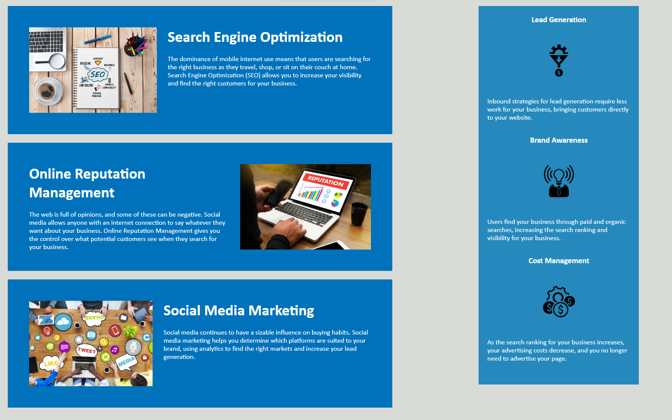 Search Engine Optimization
The dominance of mobile internet use means that users are searching for
the right business as they travel, shop, or sit on their couch at home.
Search Engine Optimization (SEO) allows you to increase your visibility
and find the right customers for your business.
SEO
Online Reputation
Management
The web is full of opinions, and some of these can be negative. Social
media allows anyone with an internet connection to say whatever they
want about your business. Online Reputation Management gives you
the control over what potential customers see when they search for
your business.
REPUTATION
Social Media Marketing
Social media continues to have a sizable influence on buying habits. Social
media marketing helps you determine which platforms are suited to your
brand, using analytics to find the right markets and increase your lead
generation.
TWEET
LIKE
Lead Generation
Inbound strategies for lead generation require less
work for your business, bringing customers directly
to your website.
Brand Awareness
Users find your business through paid and organic
searches, increasing the search ranking and
visibility for your business.
Cost Management
As the search ranking for your business increases,
your advertising costs decrease, and you no longer
need to advertise your page.